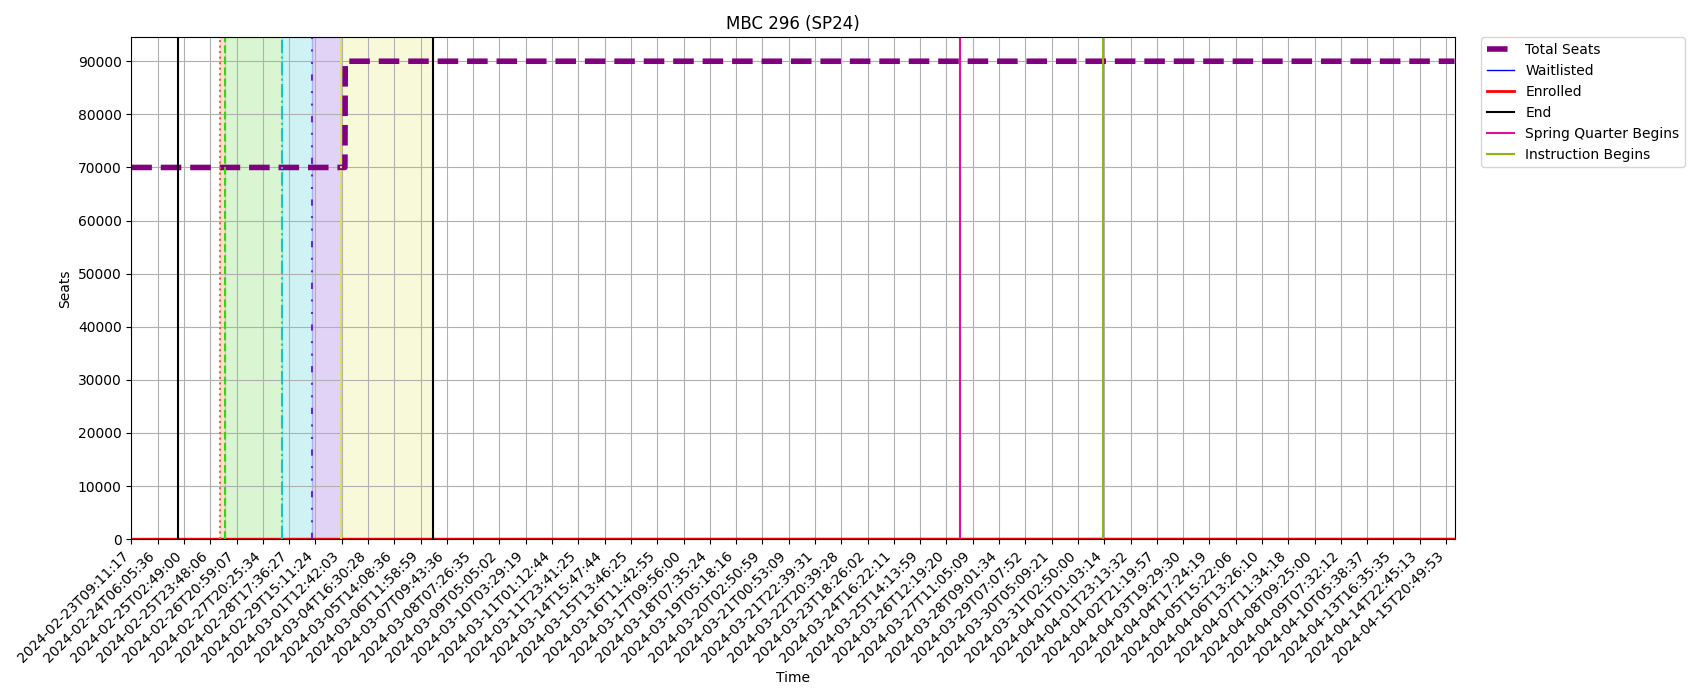 MBC 296 (SP24)
Total Seats
Waitlisted
Enrolled
End
Spring Quarter Begins
Instruction Begins
90000
80000
70000
60000
50000
40000
30000
20000
10000
0
Seats
2024-02-23T09:11:17
2024-02-24T06:05:36
2024-02-25T02:49:00
2024-02-25T23:48:06
2024-02-26T20:59:07
2024-02-27T20:25:34
2024-02-28T17:36:27
2024-02-29T15:11:24
2024-03-01T12:42:03
2024-03-04T16:30:28
2024-03-05T14:08:36
2024-03-06T11:58:59
2024-03-07T09:43:36
2024-03-08T07:26:35
2024-03-09T05:05:02
2024-03-10T03:29:19
2024-03-11T01:12:44
2024-03-11T23:41:25
2024-03-14T15:47:44
2024-03-15T13:46:25
2024-03-16T11:42:55
2024-03-17T09:56:00
2024-03-18T07:35:24
2024-03-19T05:18:16
2024-03-20T02:50:59
2024-03-21T00:53:09
2024-03-21T22:39:31
2024-03-22T20:39:28
2024-03-23T18:26:02
2024-03-24T16:22:11
2024-03-25T14:13:59
2024-03-26T12:19:20
2024-03-27T11:05:09
2024-03-28T09:01:34
2024-03-29T07:07:52
2024-03-30T05:09:21
2024-03-31T02:50:00
2024-04-01T01:03:14
2024-04-01T23:13:32
2024-04-02T21:19:57
2024-04-03T19:29:30
2024-04-04T17:24:19
2024-04-05T15:22:06
2024-04-06T13:26:10
2024-04-07T11:34:18
2024-04-08T09:25:00
2024-04-09T07:32:12
2024-04-10T05:38:37
2024-04-13T16:35:35
2024-04-14T22:45:13
2024-04-15T20:49:53
Time